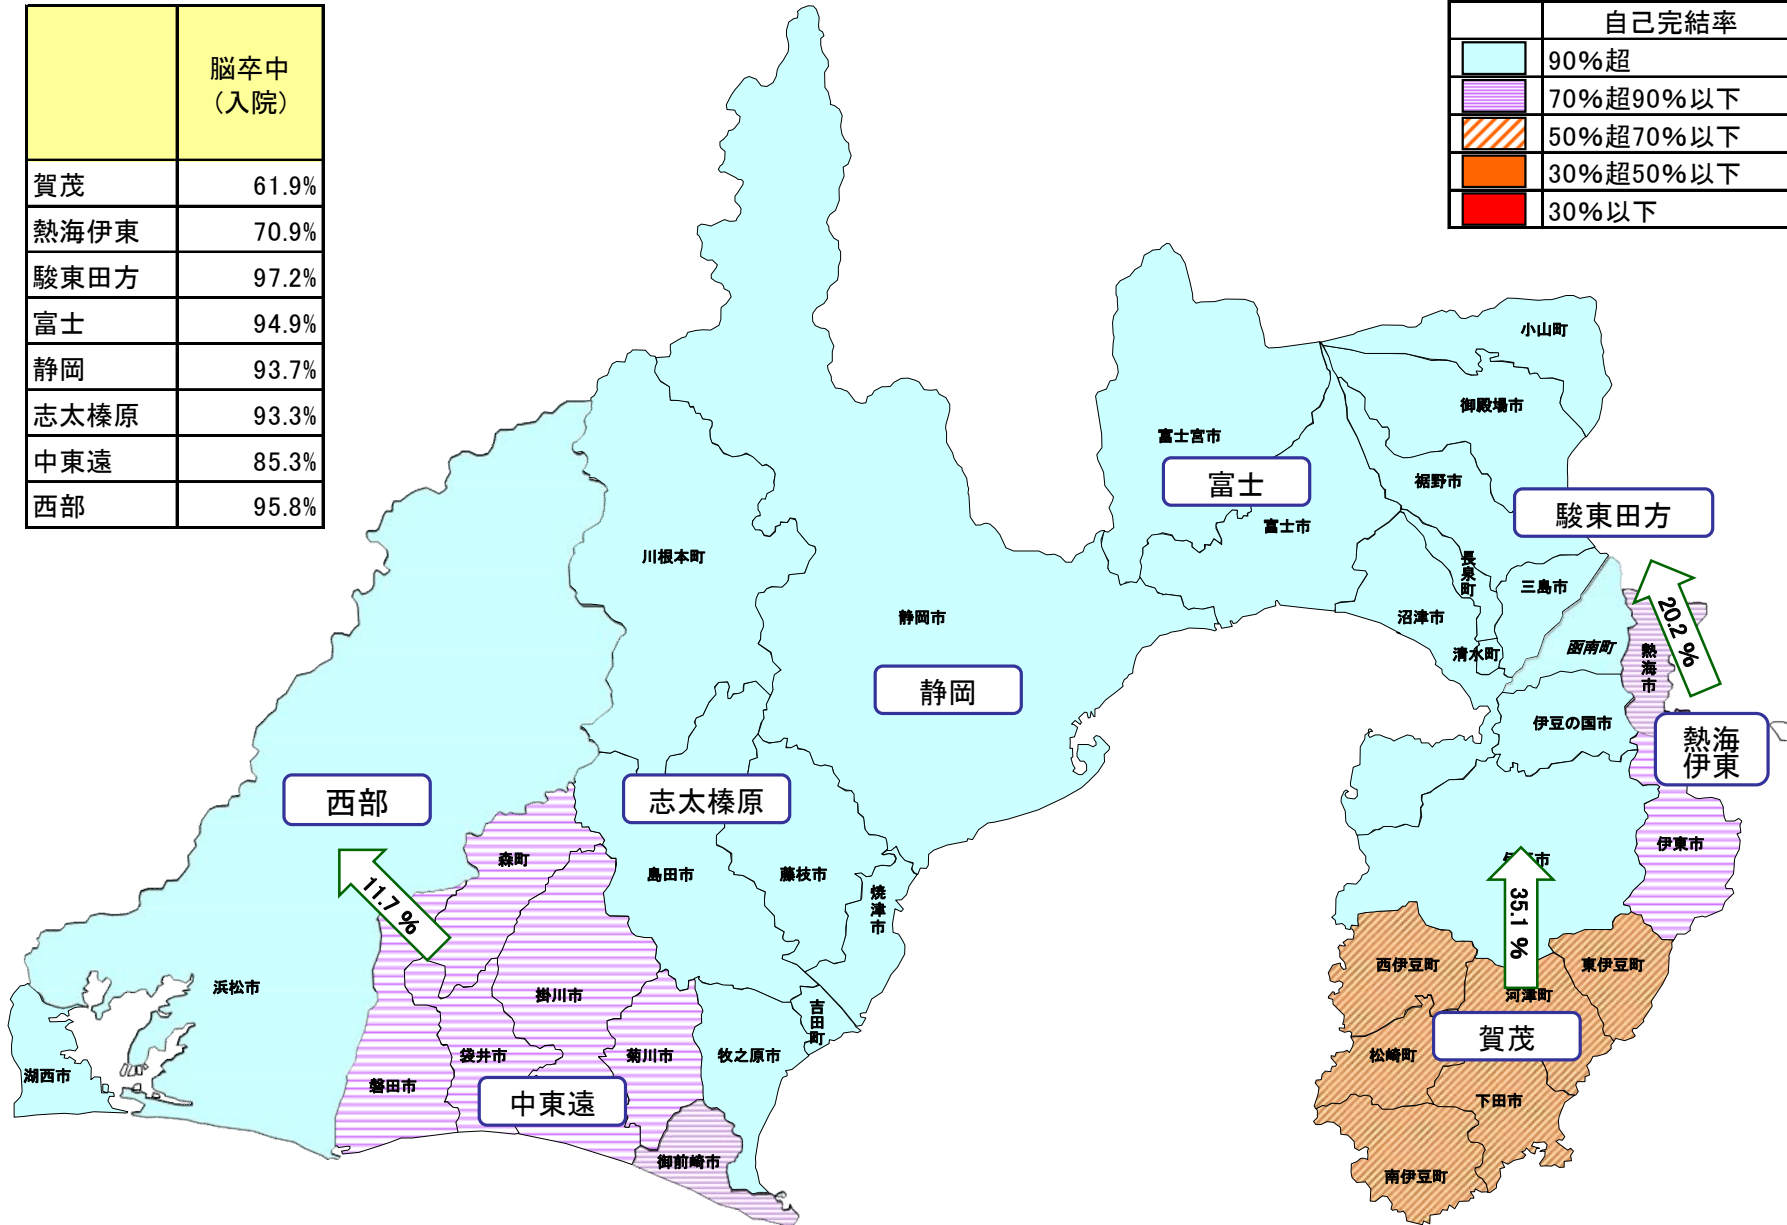 脳卒中
（入院）
賀茂 61.9%
熱海伊東 70.9%
駿東田方 97.2%
富士 94.9%
静岡 93.7%
志太榛原 93.3%
中東遠 85.3%
西部 95.8%
自己完結率
90%超
70%超90%以下
50%超70%以下
30%超50%以下
30%以下
小山町
御殿場市
富士宮市
富士
裾野市
駿東田方
富士市
川根本町
長泉町
三島市
静岡市
沼津市
函南町
20.2 %
清水町
熱海市
静岡
伊豆の国市
熱海
伊東
西部
志太榛原
伊東市
森町
島田市
藤枝市
焼津市
市
11.7 %
35.1 %
西伊豆町
東伊豆町
浜松市
掛川市
河津町
吉田町
賀茂
袋井市
菊川市
牧之原市
松崎町
湖西市
磐田市
中東遠
下田市
御前崎市
南伊豆町